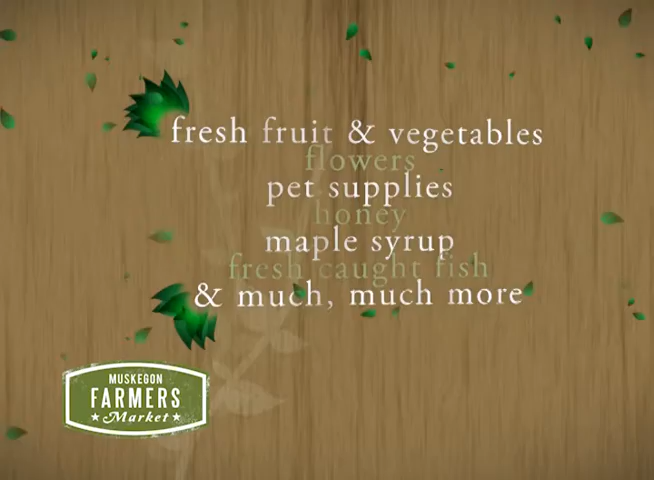 fresh fruit & vegetables
flowers
pet supplies
honey
maple syrup
fresh caught fish
& much, much more
MUSKEGON
FARMERS
Market